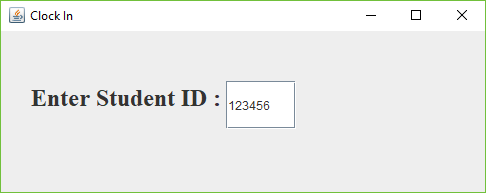 Clock In
Enter Student ID : 123456